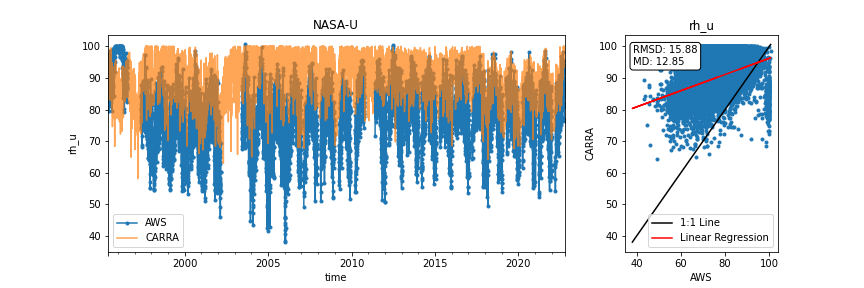 NASA-U
rh_u
100
90
80
70
60
50
40
2000
2005
2010
2015
2020
time
AWS
CARRA
rh_u
CARRA
100
90
80
70
60
50
40
RMSD: 15.88
MD: 12.85
1:1 Line
Linear Regression
40
60
80
100
AWS